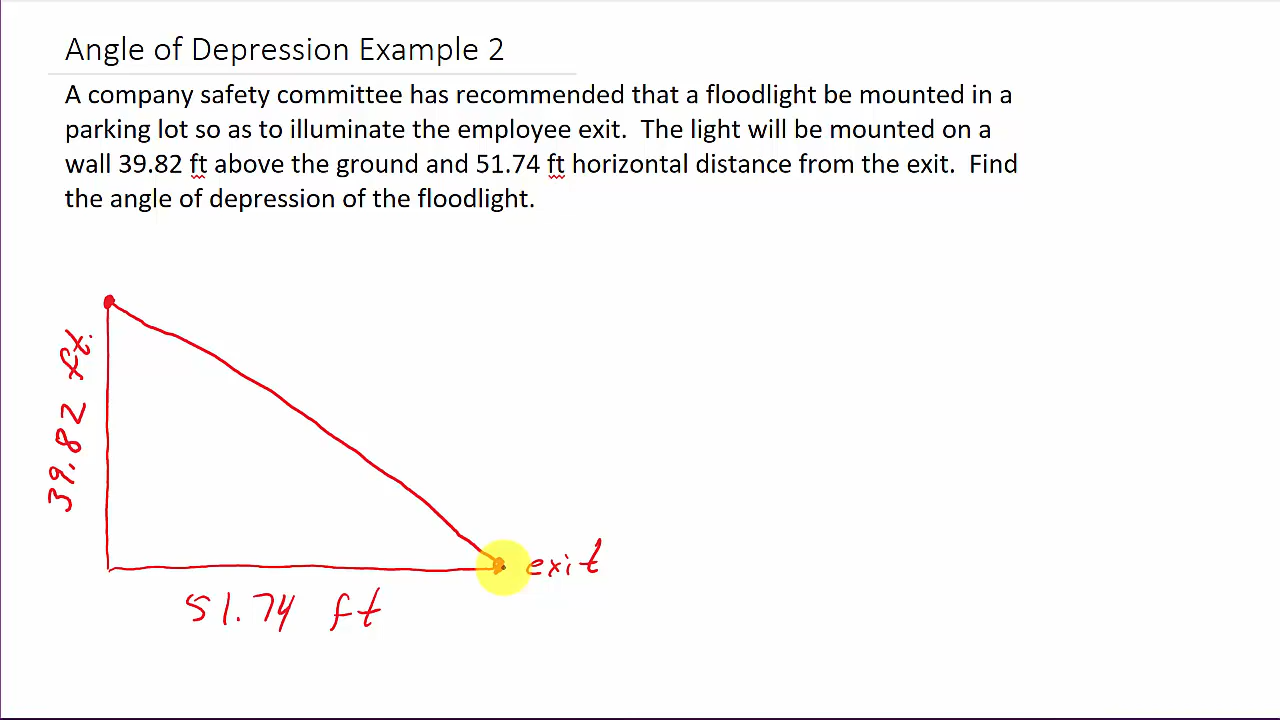 Angle of Depression Example 2
A company safety committee has recommended that a floodlight be mounted in a
parking lot so as to illuminate the employee exit.  The light will be mounted on a
wall 39.82 ft above the ground and 51.74 ft horizontal distance from the exit.  Find
the angle of depression of the floodlight.
39.82 ft.
exit
51.74 ft